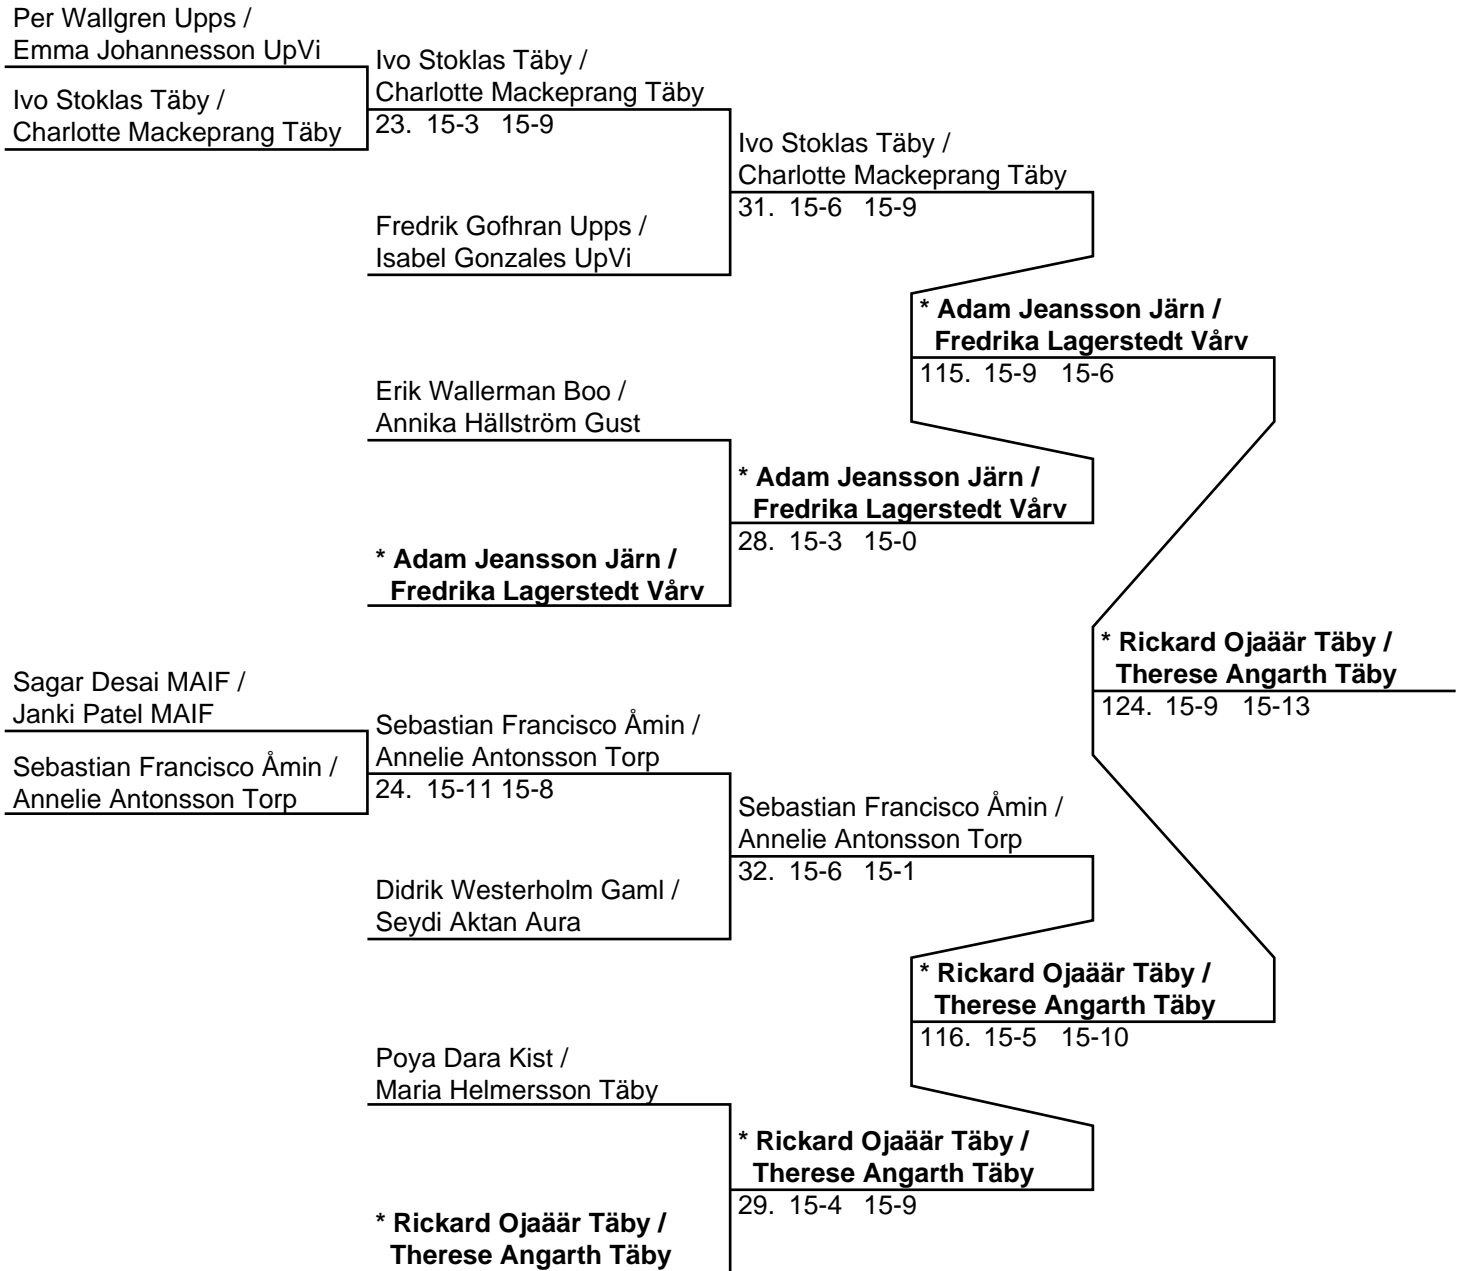 Per Wallgren Upps /
Emma Johannesson UpVi
Ivo Stoklas Täby /
Charlotte Mackeprang Täby
Ivo Stoklas Täby /
Charlotte Mackeprang Täby
23. 15-3 15-9
Fredrik Gofhran Upps /
Isabel Gonzales UpVi
Ivo Stoklas Täby /
Charlotte Mackeprang Täby
31. 15-6 15-9
Erik Wallerman Boo /
Annika Hällström Gust
* Adam Jeansson Järn /
Fredrika Lagerstedt Vårv
* Adam Jeansson Järn /
Fredrika Lagerstedt Vårv
28. 15-3 15-0
* Adam Jeansson Järn /
Fredrika Lagerstedt Vårv
115. 15-9 15-6
Sagar Desai MAIF /
Janki Patel MAIF
Sebastian Francisco Åmin /
Annelie Antonsson Torp
Sebastian Francisco Åmin /
Annelie Antonsson Torp
24. 15-11 15-8
Didrik Westerholm Gaml /
Seydi Aktan Aura
Sebastian Francisco Åmin /
Annelie Antonsson Torp
32. 15-6 15-1
Poya Dara Kist /
Maria Helmersson Täby
* Rickard Ojaäär Täby /
Therese Angarth Täby
* Rickard Ojaäär Täby /
Therese Angarth Täby
29. 15-4 15-9
* Rickard Ojaäär Täby /
Therese Angarth Täby
116. 15-5 15-10
* Rickard Ojaäär Täby /
Therese Angarth Täby
124. 15-9 15-13